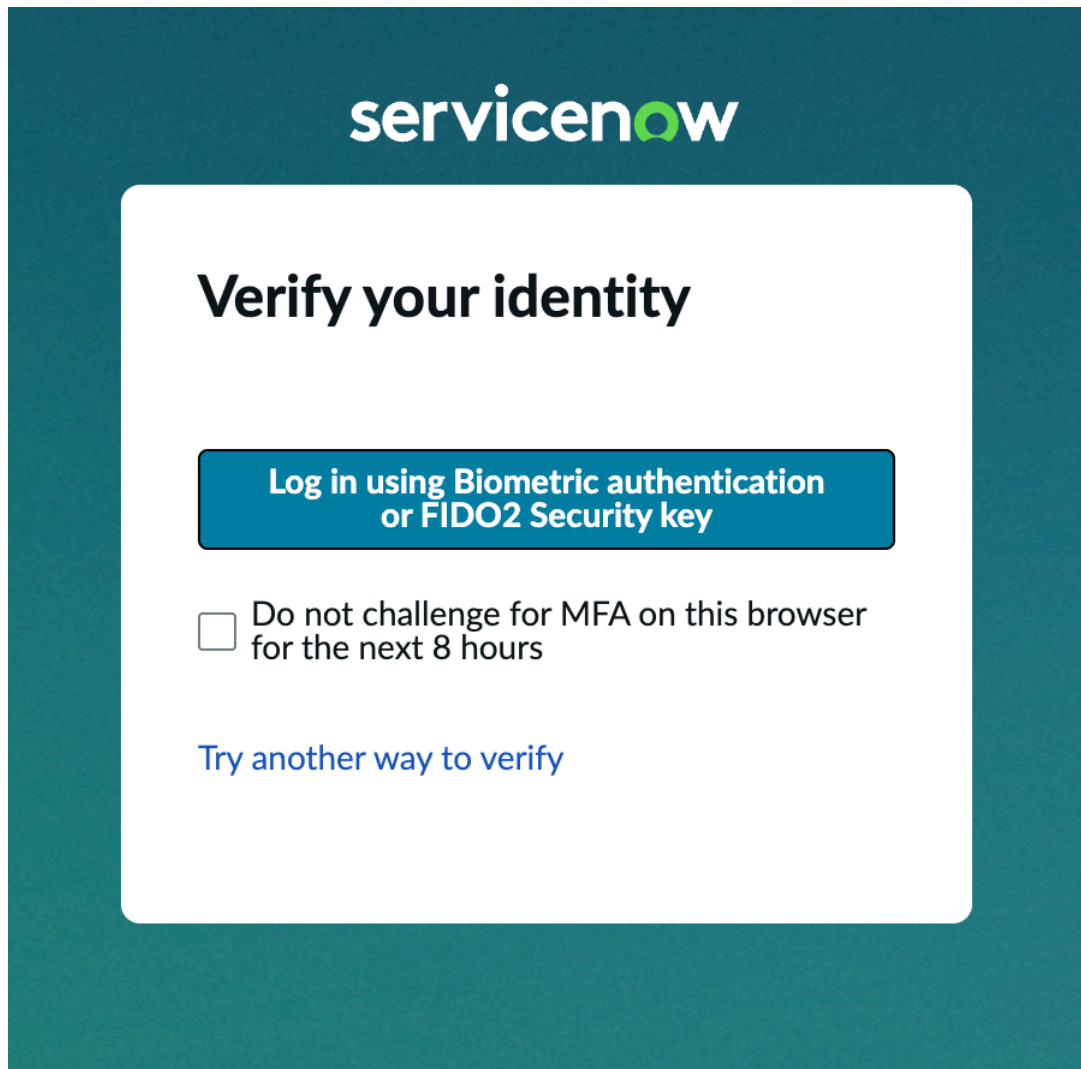 servicenow
Verify your identity
Log in using Biometric authentication
or FIDO2 Security key
Do not challenge for MFA on this browser
for the next 8 hours
Try another way to verify